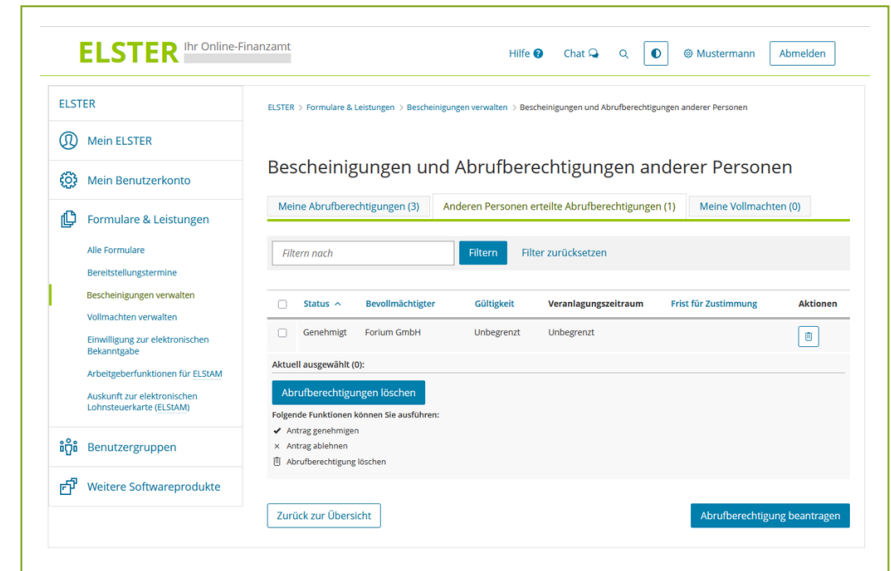 ELSTER Ihr Online-Finanzamt
Hilfe Chat Mustermann Abmelden
ELSTER
Mein ELSTER
Mein Benutzerkonto
Formulare & Leistungen
Alle Formulare
Bereitstellungstermine
Bescheinigungen verwalten
Vollmachten verwalten
Einwilligung zur elektronischen
Bekanntgabe
Arbeitgeberfunktionen für ELStAM
Auskunft zur elektronischen
Lohnsteuerkarte (ELStAM)
Benutzergruppen
Weitere Softwareprodukte
ELSTER > Formulare & Leistungen > Bescheinigungen verwalten > Bescheinigungen und Abrufberechtigungen anderer Personen
Bescheinigungen und Abrufberechtigungen anderer Personen
Meine Abrufberechtigungen (3) Anderen Personen erteilte Abrufberechtigungen (1) Meine Vollmachten (0)
Filtern nach Filtern Filter zurücksetzen
Status Bevollmächtigter Gültigkeit Veranlagungszeitraum Frist für Zustimmung Aktionen
Genehmigt Forium GmbH Unbegrenzt Unbegrenzt
Aktuell ausgewählt (0):
Abrufberechtigungen löschen
Folgende Funktionen können Sie ausführen:
Antrag genehmigen
Antrag ablehnen
Abrufberechtigung löschen
Zurück zur Übersicht Abrufberechtigung beantragen